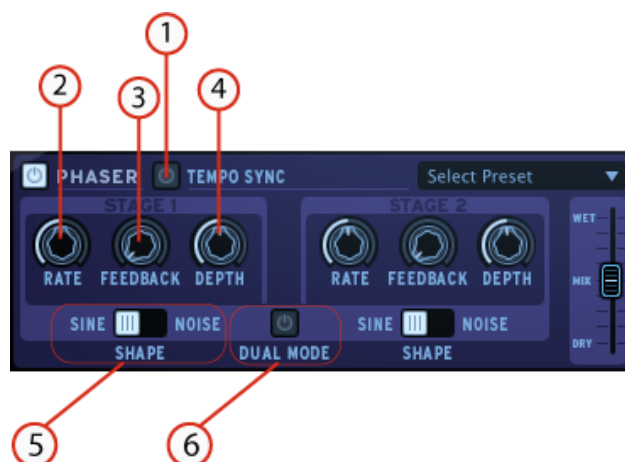 1
2
3
4
PHASER TEMPO SYNC Select Preset
STAGE 1 STAGE 2
WET
RATE FEEDBACK DEPTH RATE FEEDBACK DEPTH
MIX
SINE NOISE SINE NOISE
SHAPE DUAL MODE SHAPE
DRY
5
6